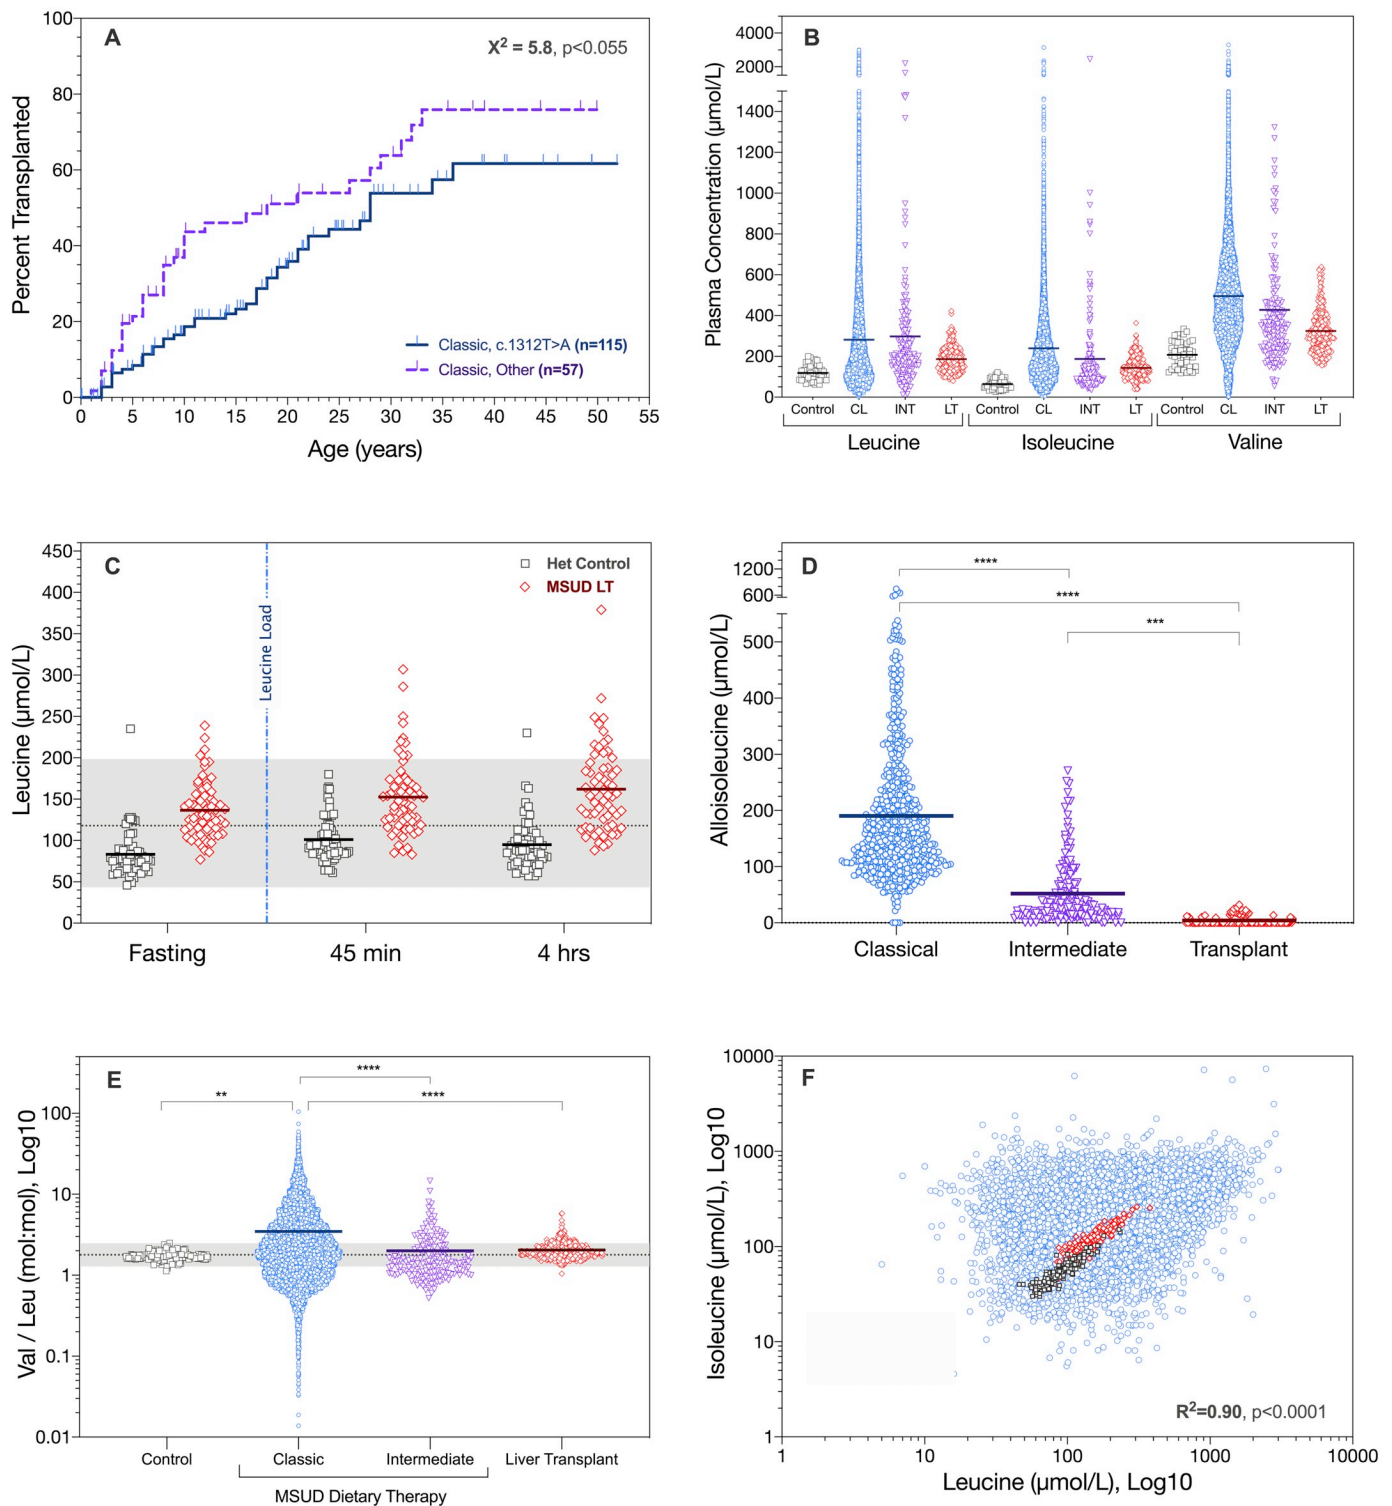 A
X² = 5.8, p<0.055
Percent Transplanted
100
80
60
40
20
0
Classic, c.1312T>A (n=115)
Classic, Other (n=57)
0 5 10 15 20 25 30 35 40 45 50 55
Age (years)
B
Plasma Concentration (µmol/L)
4000
2000
1400
1200
1000
800
600
400
200
0
Control CL INT LT Control CL INT LT Control CL INT LT
Leucine Isoleucine Valine
C
Het Control
MSUD LT
Leucine (µmol/L)
450
400
350
300
250
200
150
100
50
0
Leucine Load
Fasting 45 min 4 hrs
D
Alloisoleucine (µmol/L)
1200
600
500
400
300
200
100
0
****
****
***
Classical Intermediate Transplant
E
Val / Leu (mol:mol), Log10
100
10
1
0.1
0.01
****
** ****
Control Classic Intermediate Liver Transplant
MSUD Dietary Therapy
F
Isoleucine (µmol/L), Log10
10000
1000
100
10
1
R²=0.90, p<0.0001
1 10 100 1000 10000
Leucine (µmol/L), Log10